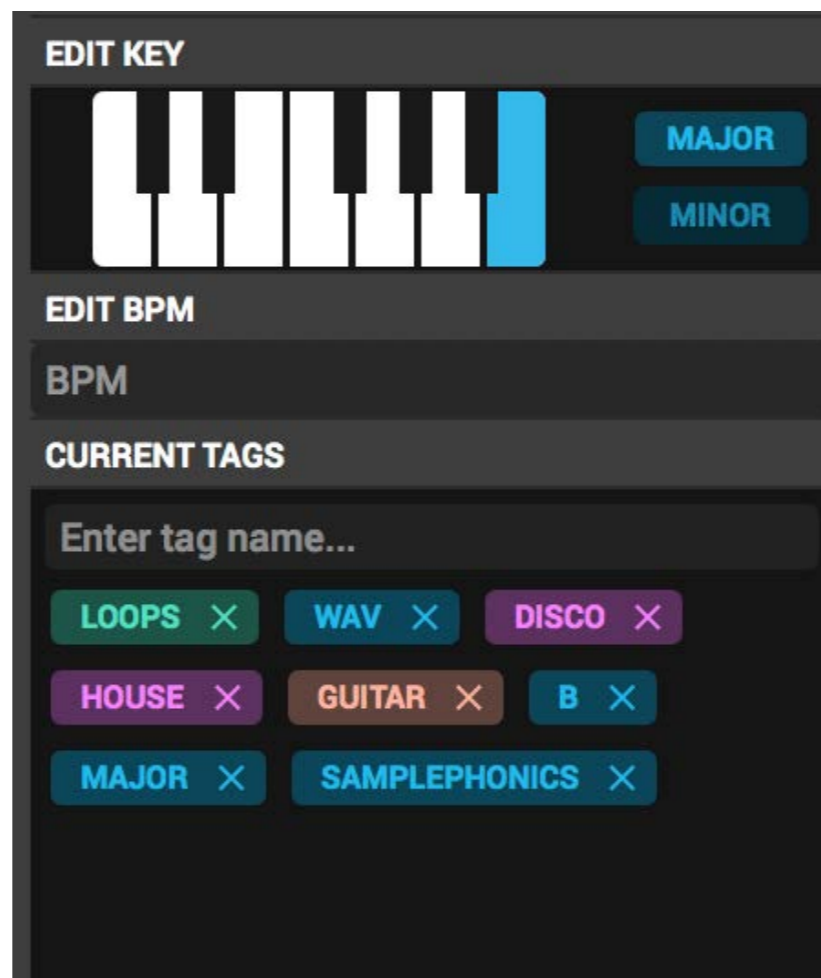 EDIT KEY
MAJOR
MINOR
EDIT BPM
BPM
CURRENT TAGS
Enter tag name...
LOOPS × WAV × DISCO ×
HOUSE × GUITAR × B ×
MAJOR × SAMPLEPHONICS ×